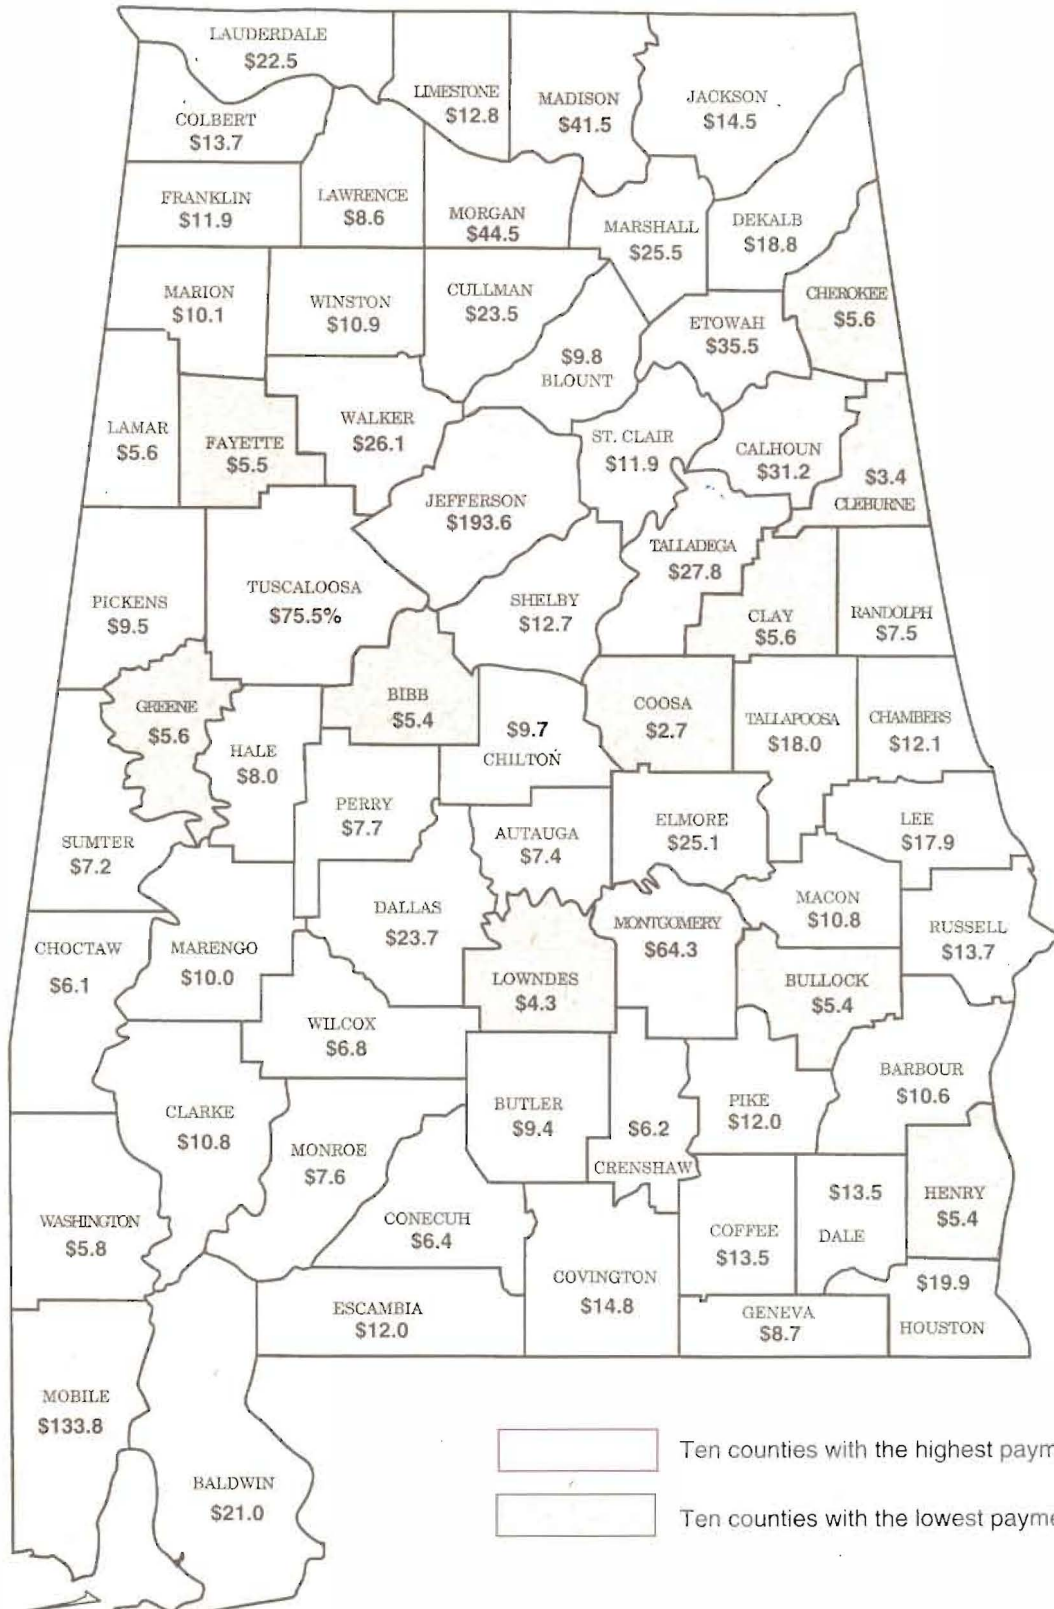 LAUDERDALE
$22.5
LIMESTONE
$12.8
MADISON
$41.5
JACKSON
$14.5
COLBERT
$13.7
FRANKLIN
$11.9
LAWRENCE
$8.6
MORGAN
$44.5
MARSHALL
$25.5
DEKALB
$18.8
CHEROKEE
$5.6
MARION
$10.1
WINSTON
$10.9
CULLMAN
$23.5
ETOWAH
$35.5
$9.8
BLOUNT
LAMAR
$5.6
FAYETTE
$5.5
WALKER
$26.1
ST. CLAIR
$11.9
CALHOUN
$31.2
$3.4
CLEBURNE
JEFFERSON
$193.6
TALLADEGA
$27.8
PICKENS
$9.5
TUSCALOOSA
$75.5%
SHELBY
$12.7
CLAY
$5.6
RANDOLPH
$7.5
GREENE
$5.6
HALE
$8.0
BIBB
$5.4
$9.7
CHILTON
COOSA
$2.7
TALLAPOOSA
$18.0
CHAMBERS
$12.1
SUMTER
$7.2
PERRY
$7.7
AUTAUGA
$7.4
ELMORE
$25.1
LEE
$17.9
CHOCTAW
$6.1
MARENGO
$10.0
DALLAS
$23.7
LOWNDES
$4.3
MONTGOMERY
$64.3
MACON
$10.8
RUSSELL
$13.7
BULLOCK
$5.4
WILCOX
$6.8
BARBOUR
$10.6
CLARKE
$10.8
MONROE
$7.6
BUTLER
$9.4
$6.2
CRENSHAW
PIKE
$12.0
WASHINGTON
$5.8
CONECUH
$6.4
COFFEE
$13.5
$13.5
DALE
HENRY
$5.4
ESCAMBIA
$12.0
COVINGTON
$14.8
GENEVA
$8.7
$19.9
HOUSTON
MOBILE
$133.8
BALDWIN
$21.0
Ten counties with the highest paym
Ten counties with the lowest payme